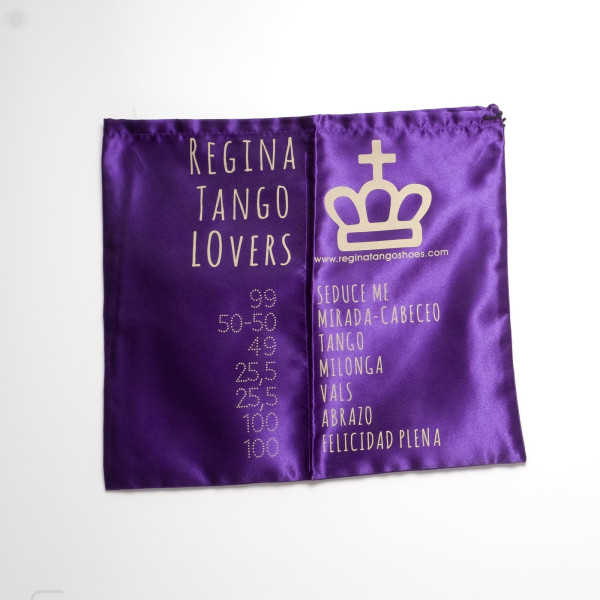 REGINA
TANGO
LOVERS
www.reginatangoshoes.com
99 SEDUCE ME
50-50 MIRADA-CABECEO
49 TANGO
25,5 MILONGA
25,5 VALS
100 ABRAZO
100 FELICIDAD PLENA